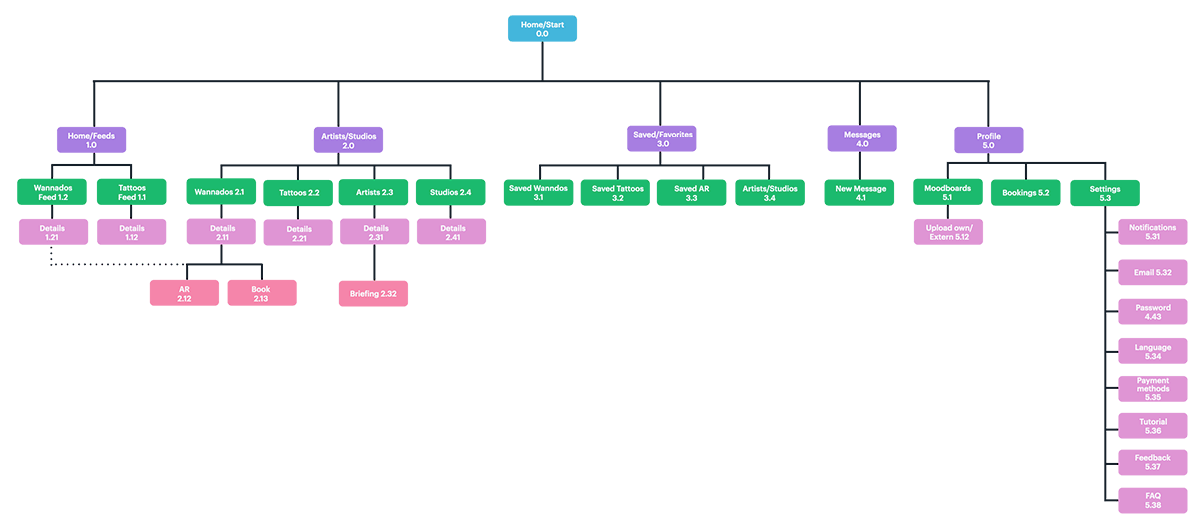 Home/Start
0.0
Home/Feeds
1.0
Artists/Studios
2.0
Saved/Favorites
3.0
Messages
4.0
Profile
5.0
Wannados
Feed 1.2
Tattoos
Feed 1.1
Wannados 2.1
Tattoos 2.2
Artists 2.3
Studios 2.4
Saved Wanndos
3.1
Saved Tattoos
3.2
Saved AR
3.3
Artists/Studios
3.4
New Message
4.1
Moodboards
5.1
Bookings 5.2
Settings
5.3
Details
1.21
Details
1.12
Details
2.11
Details
2.21
Details
2.31
Details
2.41
Upload own/
Extern 5.12
Notifications
5.31
Email 5.32
AR
2.12
Book
2.13
Briefing 2.32
Password
4.43
Language
5.34
Payment
methods
5.35
Tutorial
5.36
Feedback
5.37
FAQ
5.38